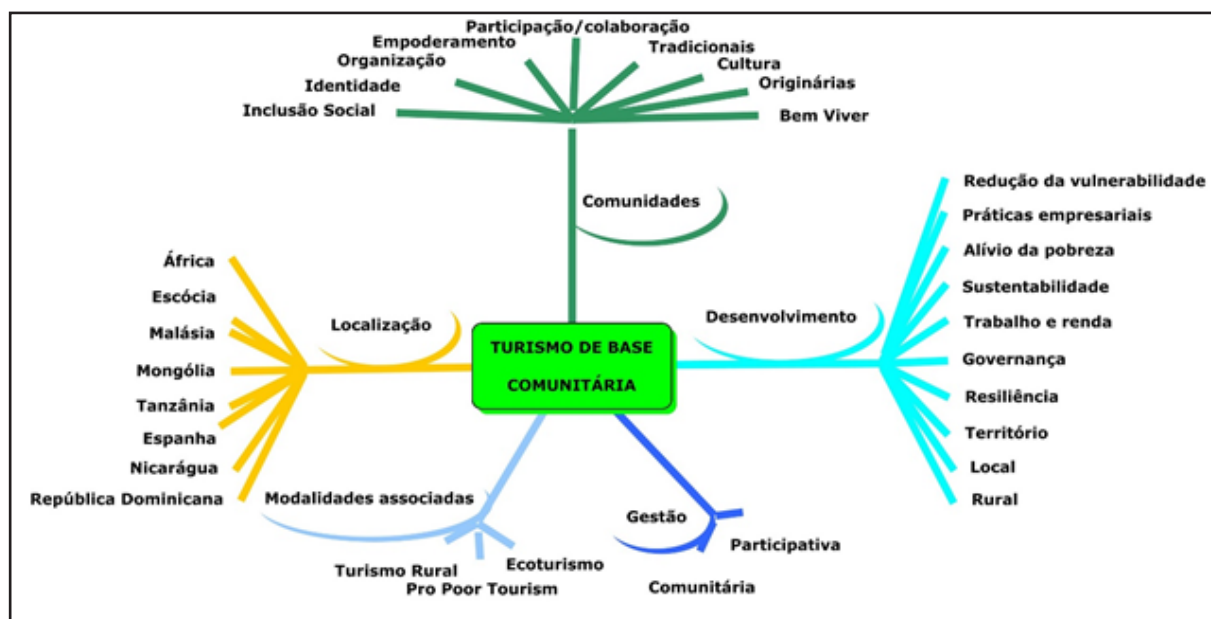 Participação/colaboração
Empoderamento
Tradicionais
Organização
Cultura
Identidade
Originárias
Inclusão Social
Bem Viver
Comunidades
Redução da vulnerabilidade
Práticas empresariais
Alívio da pobreza
Sustentabilidade
Trabalho e renda
Governança
Resiliência
Território
Local
Rural
Desenvolvimento
África
Escócia
Malásia
Mongólia
Tanzânia
Espanha
Nicarágua
República Dominicana
Localização
TURISMO DE BASE
COMUNITÁRIA
Modalidades associadas
Turismo Rural
Pro Poor Tourism
Ecoturismo
Gestão
Participativa
Comunitária